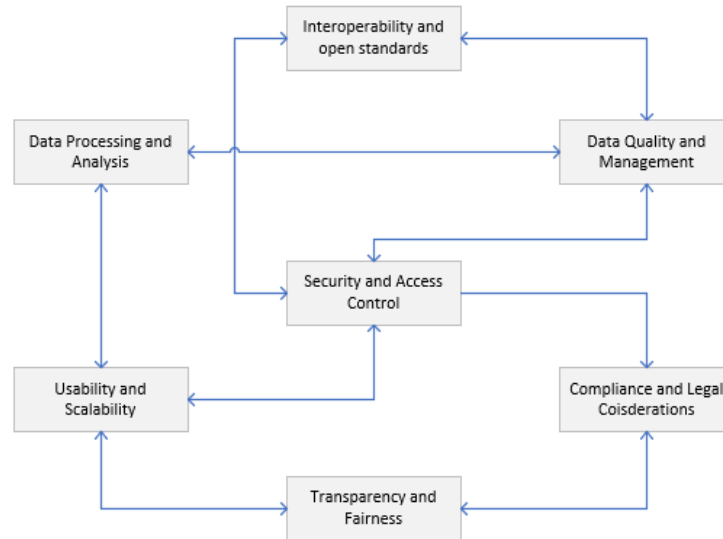 Interoperability and
open standards
Data Processing and
Analysis
Data Quality and
Management
Security and Access
Control
Usability and
Scalability
Compliance and Legal
Coisderations
Transparency and
Fairness